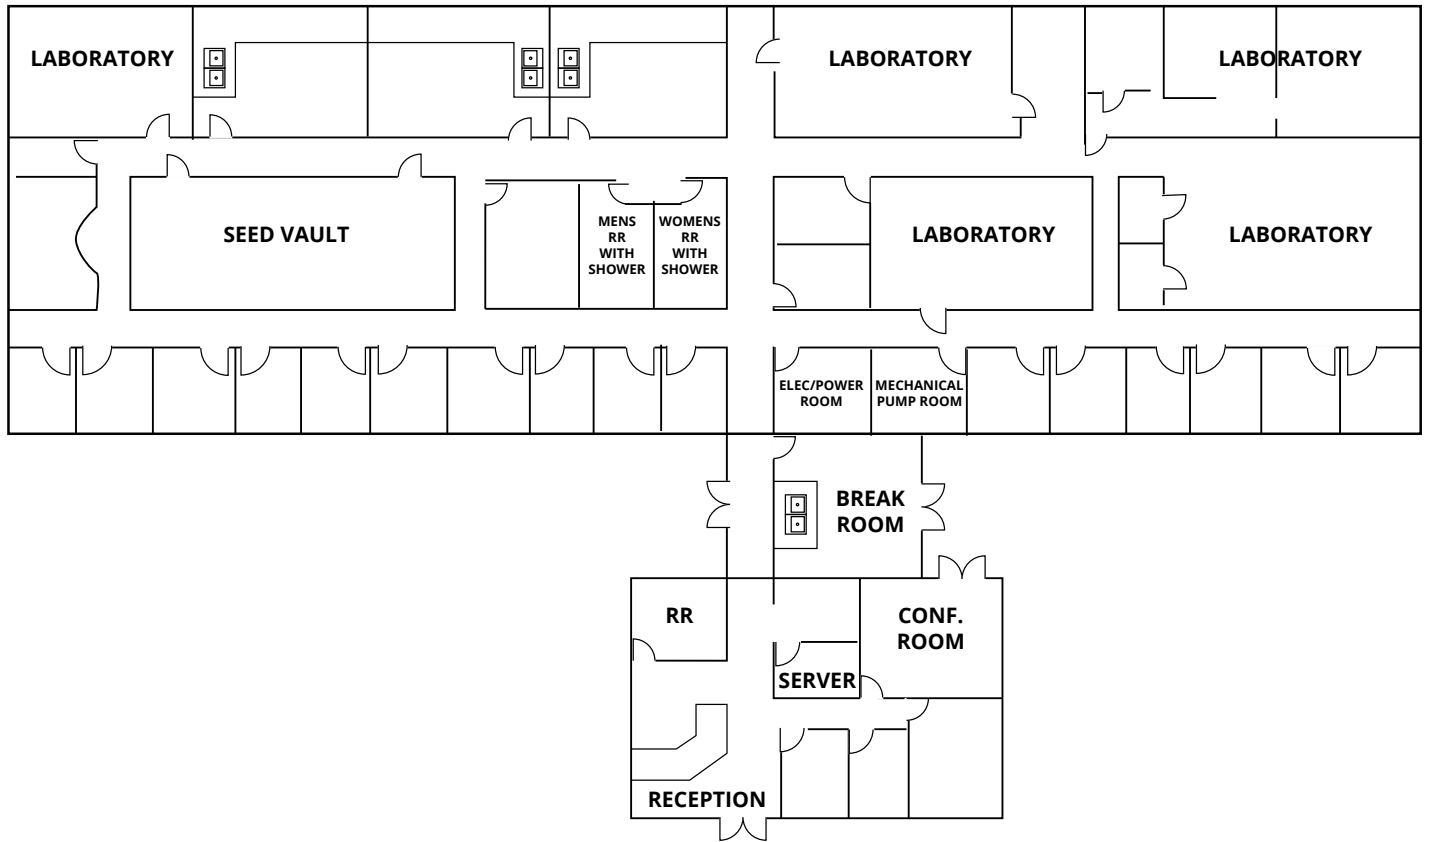 LABORATORY
LABORATORY
LABORATORY
SEED VAULT
MENS
RR
WITH
SHOWER
WOMENS
RR
WITH
SHOWER
LABORATORY
LABORATORY
ELEC/POWER
ROOM
MECHANICAL
PUMP ROOM
BREAK
ROOM
RR
CONF.
ROOM
SERVER
RECEPTION